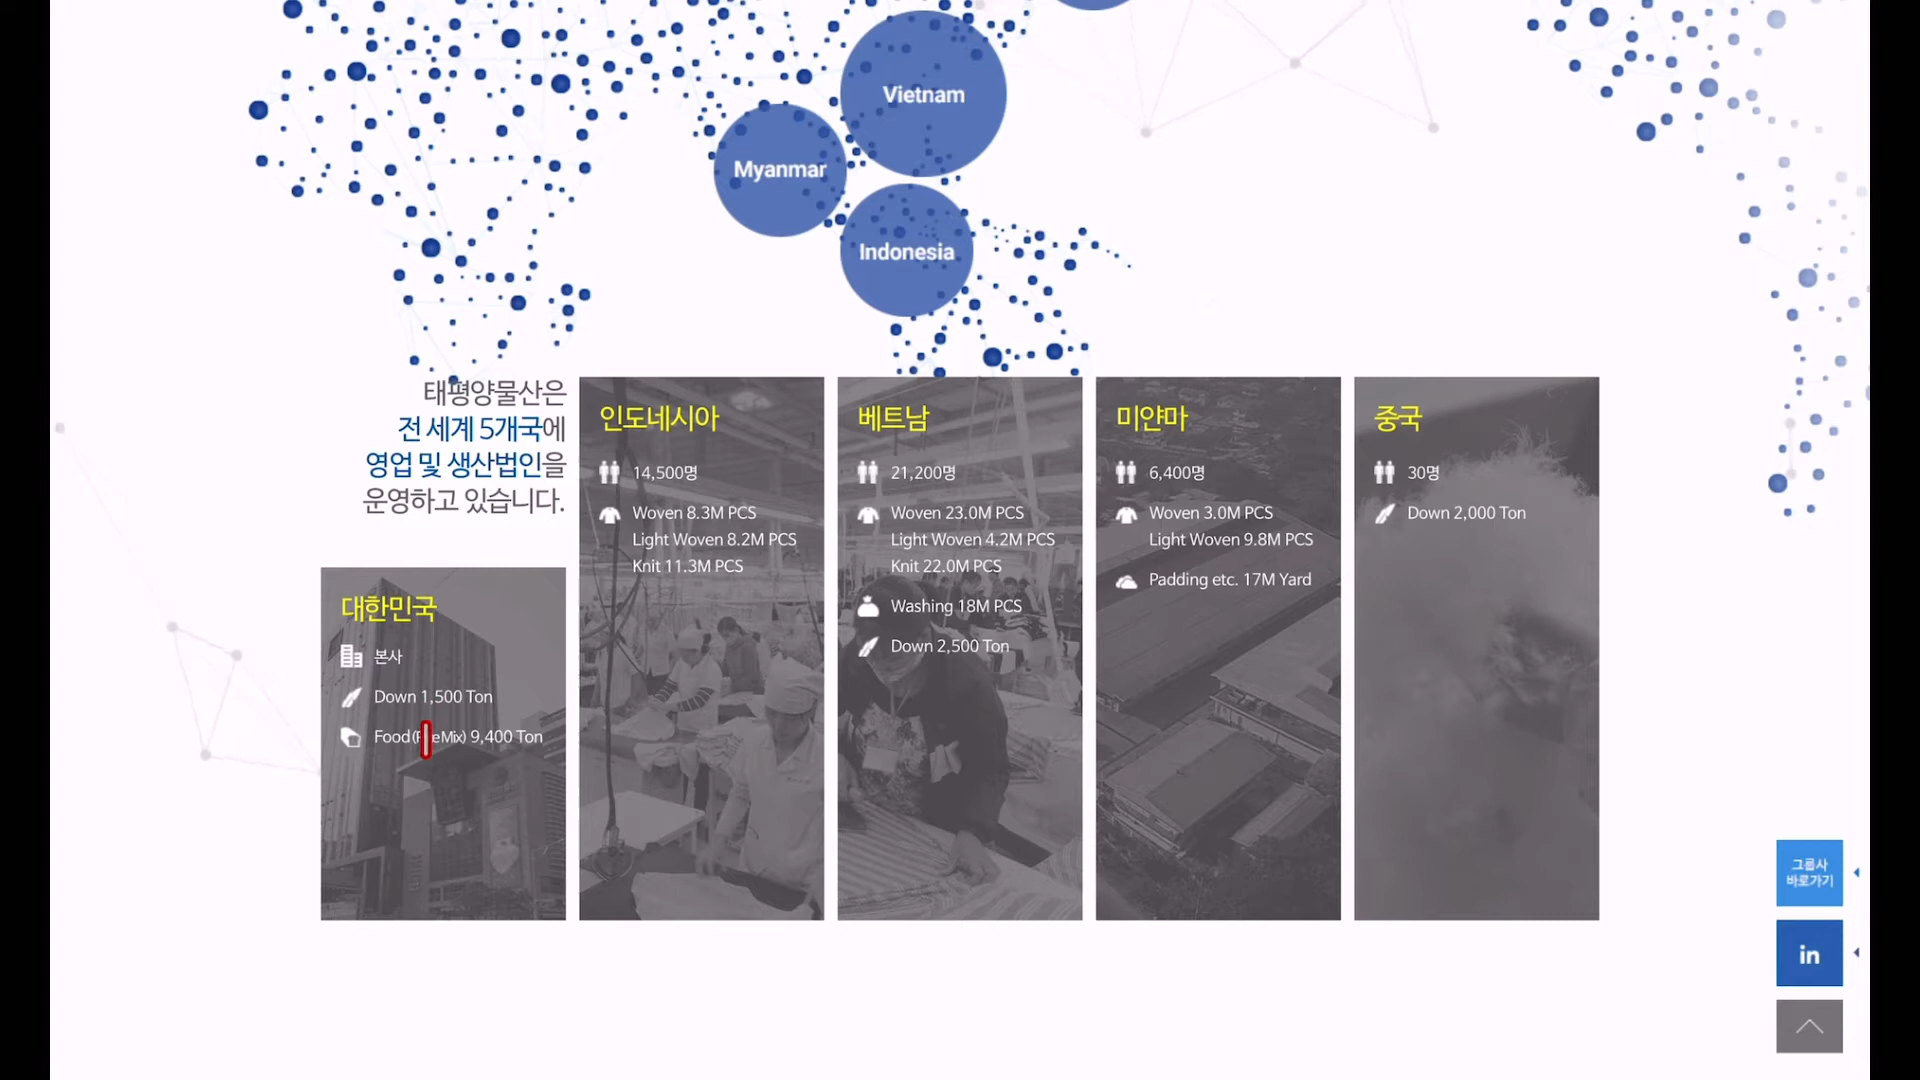 Vietnam
Myanmar
Indonesia
태평양물산은
전 세계 5개국에
영업 및 생산법인을
운영하고 있습니다.
대한민국
본사
Down 1,500 Ton
9,400 Ton
인도네시아
14,500명
Woven 8.3M PCS
Light Woven 8.2M PCS
Knit 11.3M PCS
베트남
21,200명
Woven 23.0M PCS
Light Woven 4.2M PCS
Knit 22.0M PCS
Washing 18M PCS
Down 2,500 Ton
미얀마
6,400명
Woven 3.0M PCS
Light Woven 9.8M PCS
Padding etc. 17M Yard
중국
30명
Down 2,000 Ton
그룹사
바로가기
in